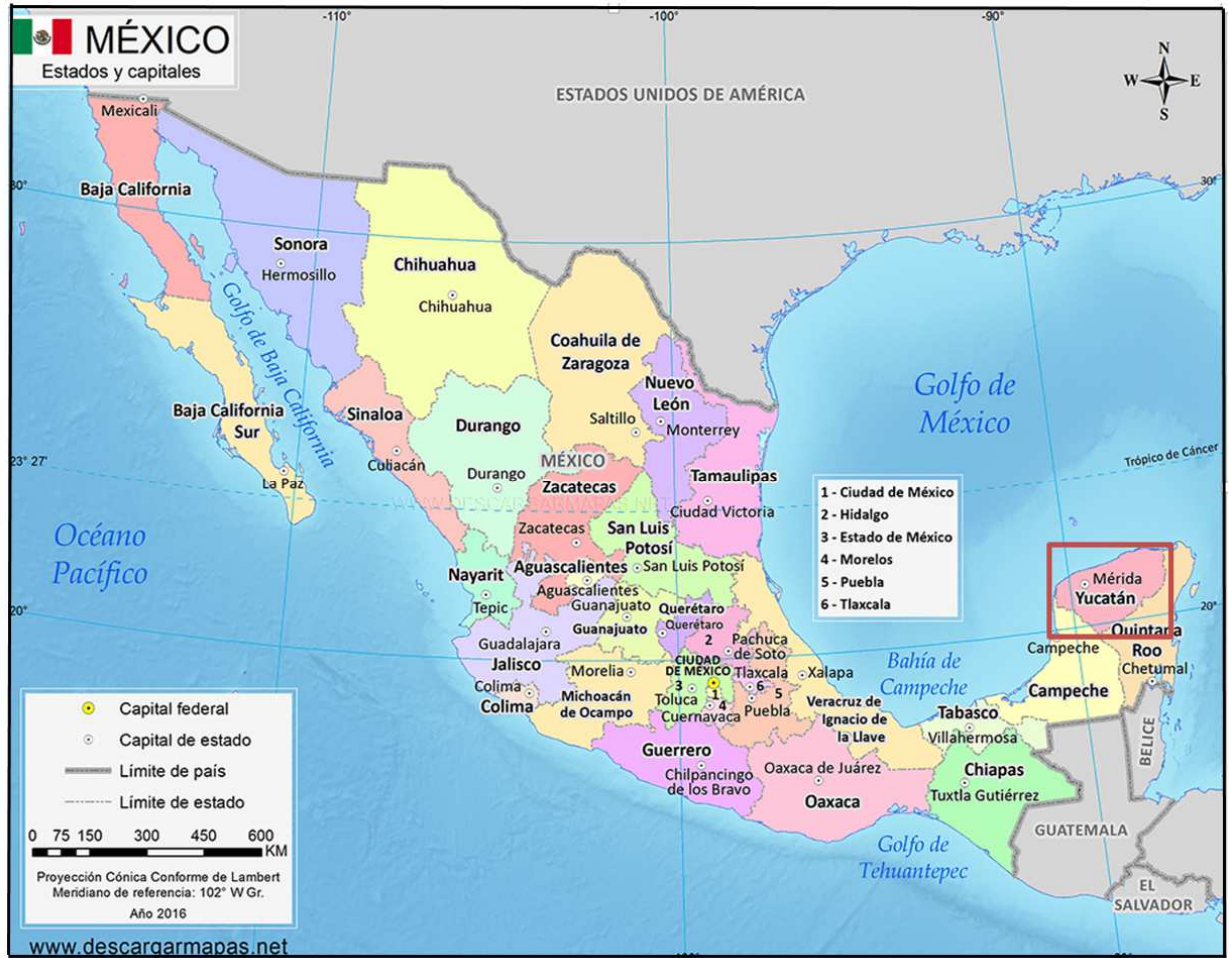 MÉXICO
Estados y capitales
-110°
-100°
-90°
N
W E
S
ESTADOS UNIDOS DE AMÉRICA
Mexicali
Baja California
30°
30°
Sonora
Hermosillo
Chihuahua
Chihuahua
Golfo de Baja California
Coahuila de
Zaragoza
Nuevo
León
Saltillo
Monterrey
Golfo de
México
Baja California
Sur
Sinaloa
Durango
Culiacán
Durango
La Paz
MÉXICO
Zacatecas
Tamaulipas
Ciudad Victoria
23° 27'
Trópico de Cáncer
WWW.DESCARGARMAPAS.NET
Zacatecas
San Luis
Potosí
San Luis Potosí
1 - Ciudad de México
2 - Hidalgo
3 - Estado de México
4 - Morelos
5 - Puebla
6 - Tlaxcala
Océano
Pacífico
Nayarit
Tepic
Aguascalientes
Aguascalientes
Guanajuato
Guanajuato
Querétaro
Querétaro
2
Pachuca
de Soto
20°
20°
Mérida
Yucatán
Quintana
Roo
Chetumal
Campeche
Campeche
Bahía de
Campeche
Guadalajara
Jalisco
Colima
Colima
Morelia
Michoacán
de Ocampo
CIUDAD
DE MÉXICO
Tlaxcala
Xalapa
3
1
6
5
4
Toluca
Cuernavaca
Puebla
Veracruz de
Ignacio de
la Llave
Tabasco
Villahermosa
BELICE
Guerrero
Chilpancingo
de los Bravo
Oaxaca de Juárez
Oaxaca
Chiapas
Tuxtla Gutiérrez
GUATEMALA
Golfo de
Tehuantepec
EL
SALVADOR
Capital federal
Capital de estado
Límite de país
Límite de estado
0 75 150 300 450 600
KM
Proyección Cónica Conforme de Lambert
Meridiano de referencia: 102° W Gr.
Año 2016
www.descargarmapas.net